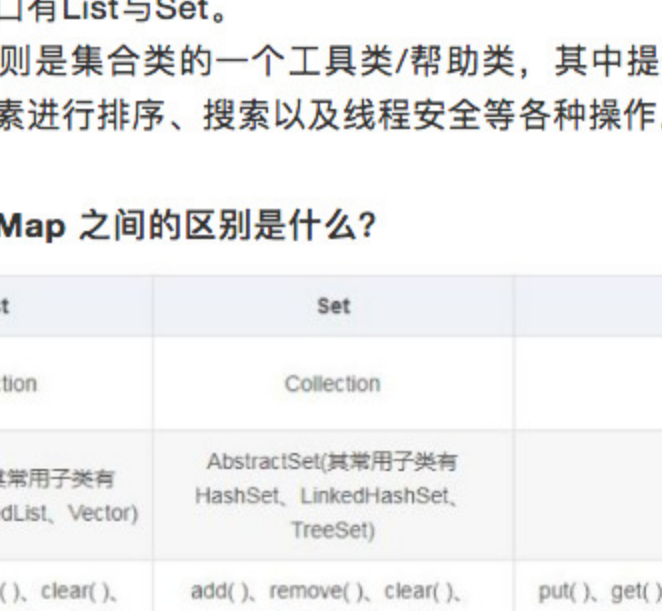 口有List与Set。
则是集合类的一个工具类/帮助类，其中提
素进行排序、搜索以及线程安全等各种操作
Map 之间的区别是什么？
t Set
tion Collection
其常用子类有 AbstractSet(其常用子类有
dList、Vector) HashSet、LinkedHashSet、
TreeSet)
( )、clear( )、 add( )、remove( )、clear( )、 put( )、get( )